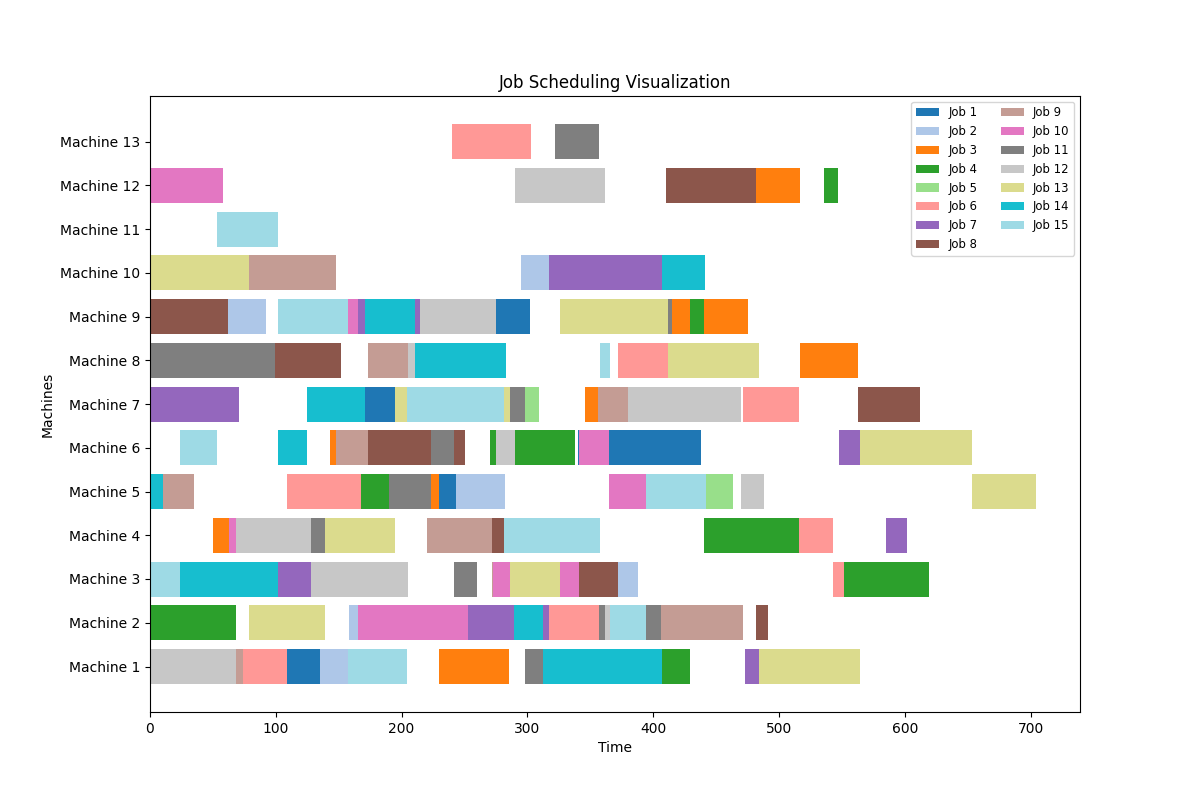 Job Scheduling Visualization
Machine 13
Machine 12
Machine 11
Machine 10
Machine 9
Machine 8
Machine 7
Machine 6
Machine 5
Machine 4
Machine 3
Machine 2
Machine 1
Machines
0 100 200 300 400 500 600 700
Time
Job 1
Job 2
Job 3
Job 4
Job 5
Job 6
Job 7
Job 8
Job 9
Job 10
Job 11
Job 12
Job 13
Job 14
Job 15